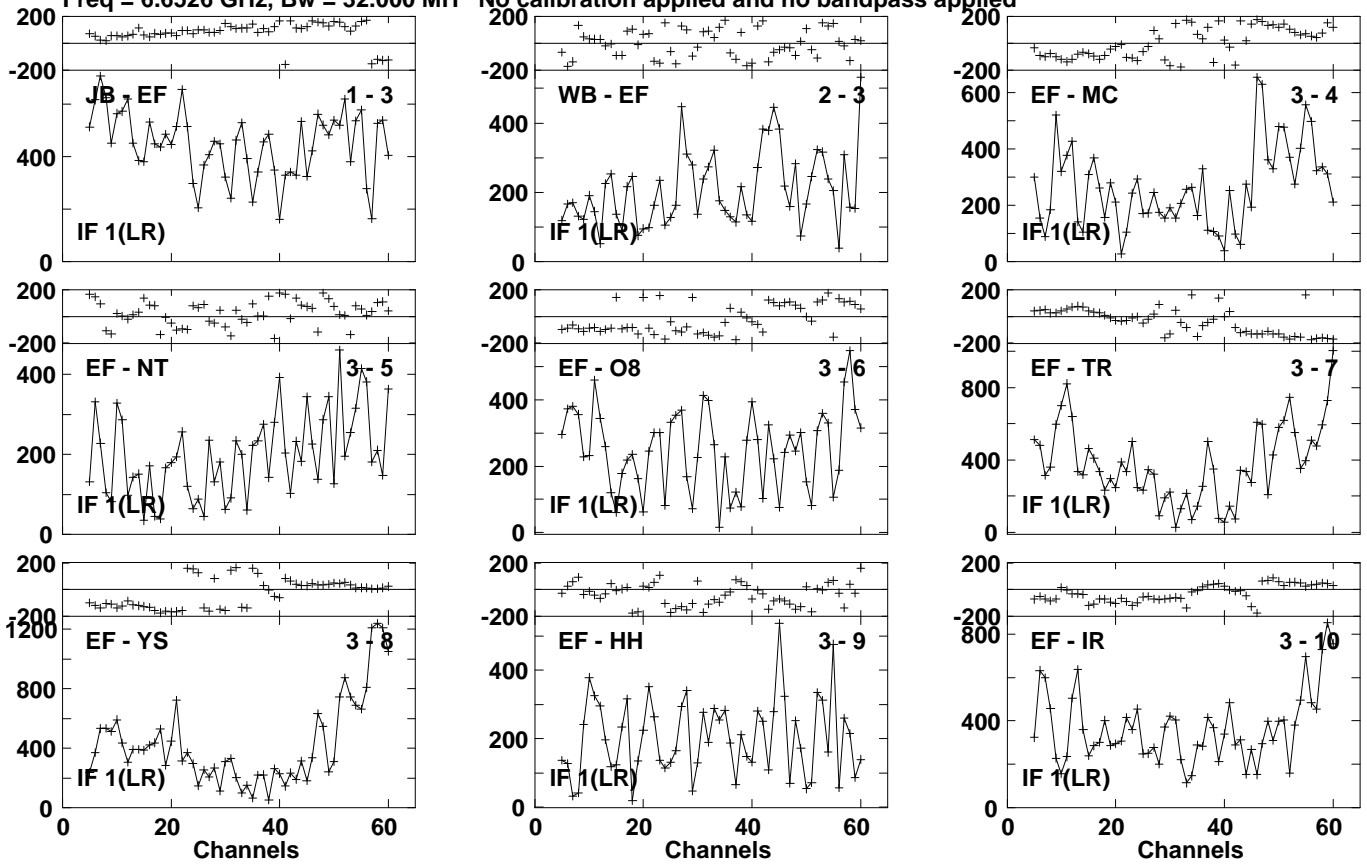 Freq = 6.6526 GHz, Bw = 32.000 MH  No calibration applied and no bandpass applied
200
-200
JB - EF 1 - 3
400
IF 1(LR)
0
200
-200
WB - EF 2 - 3
400
200
IF 1(LR)
0
200
-200
600
EF - MC 3 - 4
400
200
IF 1(LR)
0
200
-200
EF - NT 3 - 5
400
200
IF 1(LR)
0
200
-200
EF - O8 3 - 6
400
200
IF 1(LR)
0
200
-200
EF - TR 3 - 7
800
400
IF 1(LR)
0
200
-200
1200
EF - YS 3 - 8
800
400
IF 1(LR)
0
0 20 40 60
Channels
200
-200
EF - HH 3 - 9
400
200
IF 1(LR)
0
0 20 40 60
Channels
200
-200
800
EF - IR 3 - 10
400
IF 1(LR)
0
0 20 40 60
Channels